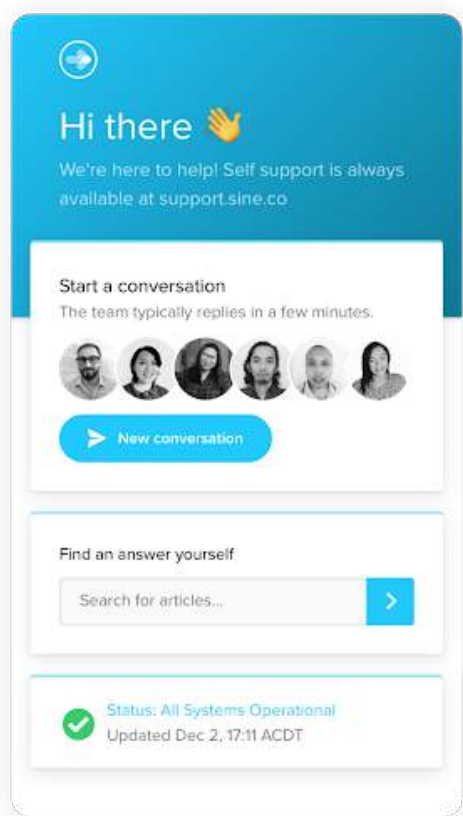 Hi there 👋
We're here to help! Self support is always
available at support.sine.co
Start a conversation
The team typically replies in a few minutes.
New conversation
Find an answer yourself
Search for articles...
Status: All Systems Operational
Updated Dec 2, 17:11 ACDT